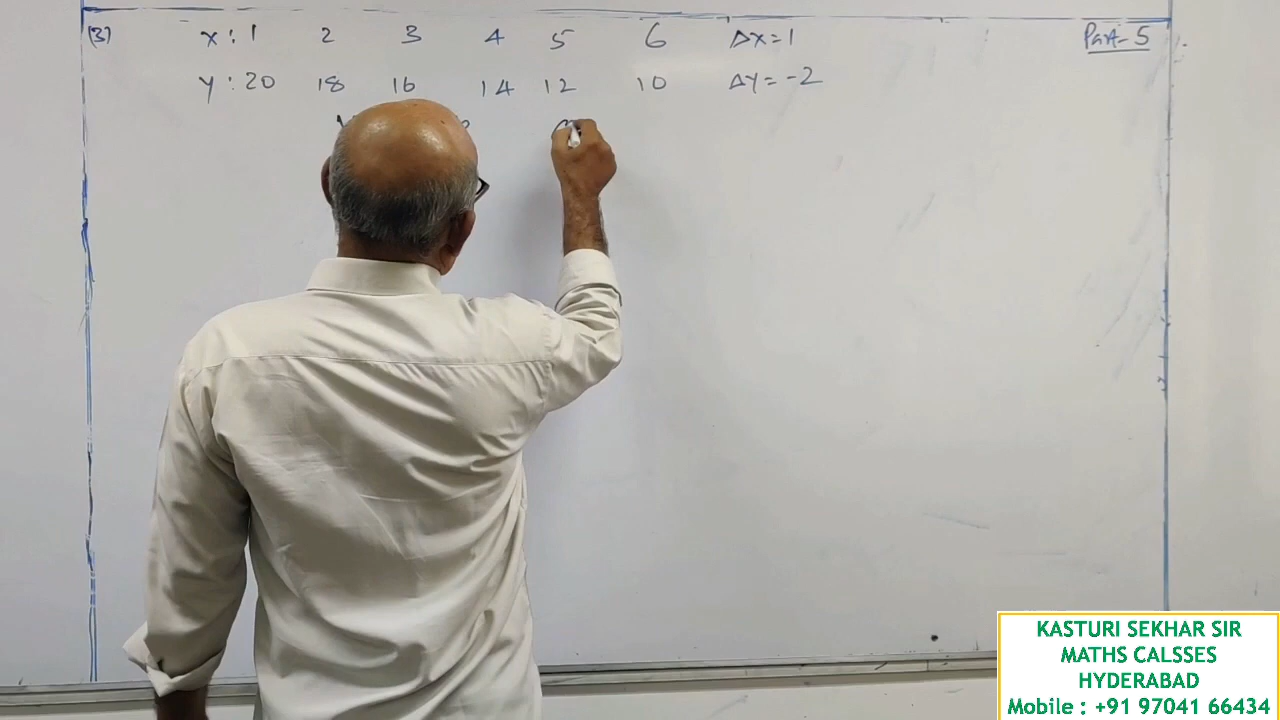 (3) x : 1 2 3 4 5 6 Δx = 1 Part-5
y : 20 18 16 14 12 10 Δy = -2
KASTURI SEKHAR SIR
MATHS CALSSES
HYDERABAD
Mobile : +91 97041 66434